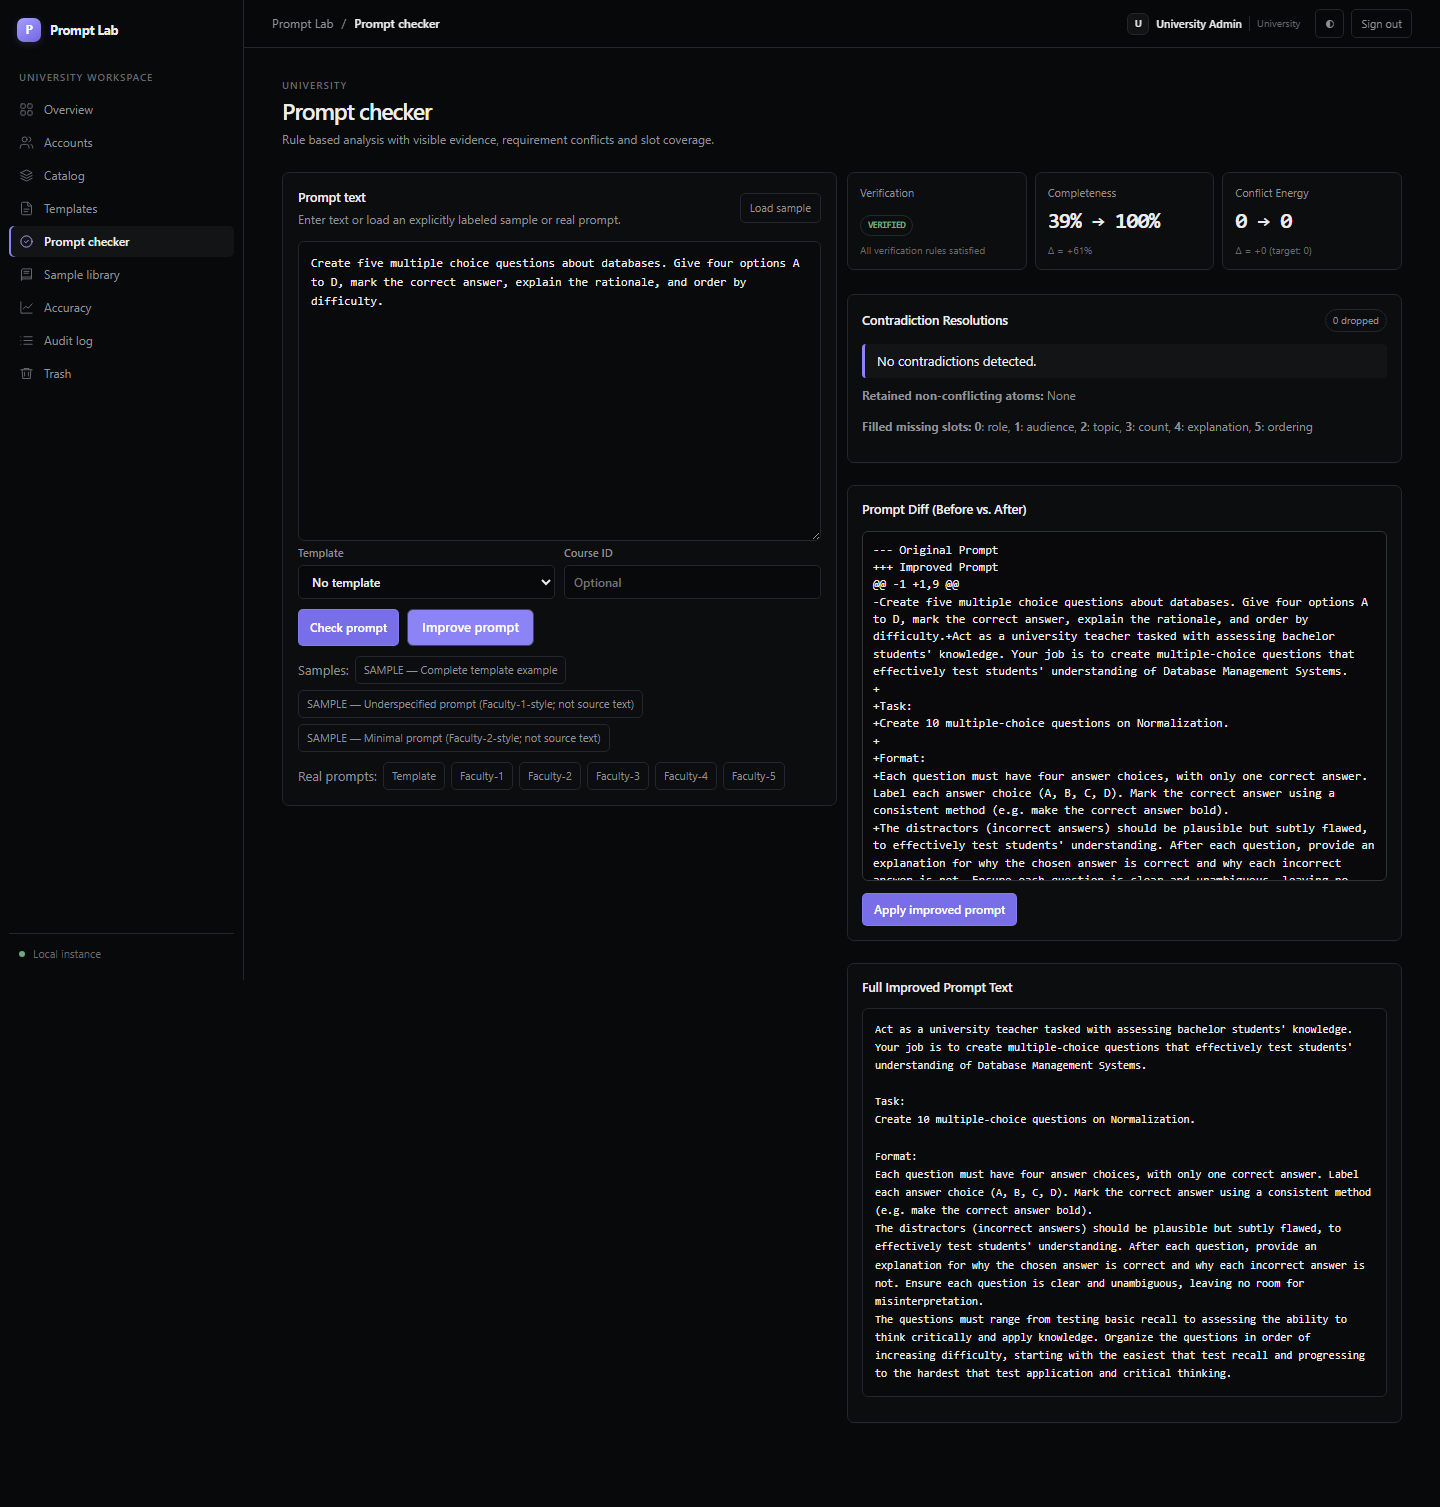 P Prompt Lab
UNIVERSITY WORKSPACE
Overview
Accounts
Catalog
Templates
Prompt checker
Sample library
Accuracy
Audit log
Trash
Local instance
Prompt Lab / Prompt checker
U University Admin University Sign out
UNIVERSITY
Prompt checker
Rule based analysis with visible evidence, requirement conflicts and slot coverage.
Prompt text
Enter text or load an explicitly labeled sample or real prompt.
Load sample
Create five multiple choice questions about databases. Give four options A
to D, mark the correct answer, explain the rationale, and order by
difficulty.
Template
Course ID
No template
Optional
Check prompt
Improve prompt
Samples: SAMPLE — Complete template example
SAMPLE — Underspecified prompt (Faculty-1-style; not source text)
SAMPLE — Minimal prompt (Faculty-2-style; not source text)
Real prompts: Template Faculty-1 Faculty-2 Faculty-3 Faculty-4 Faculty-5
Verification
VERIFIED
All verification rules satisfied
Completeness
39% → 100%
Δ = +61%
Conflict Energy
0 → 0
Δ = +0 (target: 0)
Contradiction Resolutions
0 dropped
No contradictions detected.
Retained non-conflicting atoms: None
Filled missing slots: 0: role, 1: audience, 2: topic, 3: count, 4: explanation, 5: ordering
Prompt Diff (Before vs. After)
--- Original Prompt
+++ Improved Prompt
@@ -1 +1,9 @@
-Create five multiple choice questions about databases. Give four options A
to D, mark the correct answer, explain the rationale, and order by
difficulty.+Act as a university teacher tasked with assessing bachelor
students' knowledge. Your job is to create multiple-choice questions that
effectively test students' understanding of Database Management Systems.
+
+Task:
+Create 10 multiple-choice questions on Normalization.
+
+Format:
+Each question must have four answer choices, with only one correct answer.
Label each answer choice (A, B, C, D). Mark the correct answer using a
consistent method (e.g. make the correct answer bold).
+The distractors (incorrect answers) should be plausible but subtly flawed,
to effectively test students' understanding. After each question, provide an
explanation for why the chosen answer is correct and why each incorrect
answer is not. Ensure each question is clear and unambiguous, leaving no
Apply improved prompt
Full Improved Prompt Text
Act as a university teacher tasked with assessing bachelor students' knowledge.
Your job is to create multiple-choice questions that effectively test students'
understanding of Database Management Systems.
Task:
Create 10 multiple-choice questions on Normalization.
Format:
Each question must have four answer choices, with only one correct answer. Label
each answer choice (A, B, C, D). Mark the correct answer using a consistent method
(e.g. make the correct answer bold).
The distractors (incorrect answers) should be plausible but subtly flawed, to
effectively test students' understanding. After each question, provide an
explanation for why the chosen answer is correct and why each incorrect answer is
not. Ensure each question is clear and unambiguous, leaving no room for
misinterpretation.
The questions must range from testing basic recall to assessing the ability to
think critically and apply knowledge. Organize the questions in order of
increasing difficulty, starting with the easiest that test recall and progressing
to the hardest that test application and critical thinking.